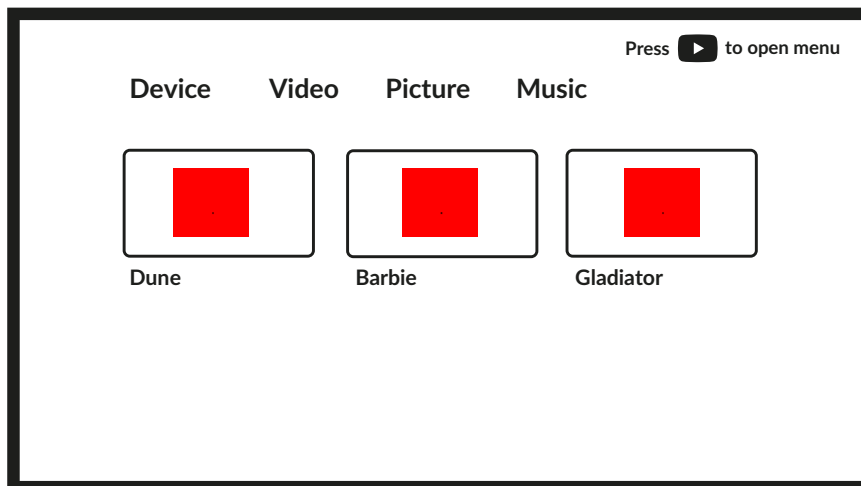 Press to open menu
Device Video Picture Music
Dune Barbie Gladiator